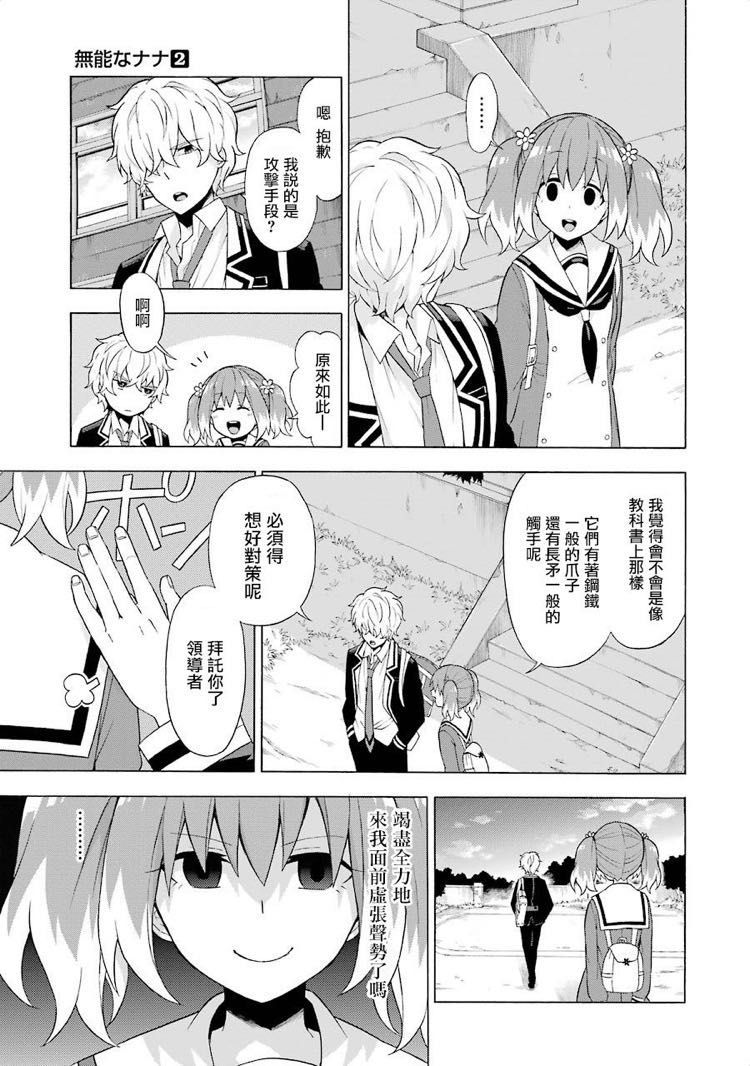 無能なナナ2
……
嗯 抱歉
我說的是
攻擊手段?
啊啊
原來如此—
我覺得會不會是像
教科書上那樣
它們有著鋼鐵
一般的爪子
還有長矛一般的
觸手呢
必須得
想好對策呢
拜託你了
領導者
ポン
竭盡全力地
來我面前虛張聲勢了嗎
………